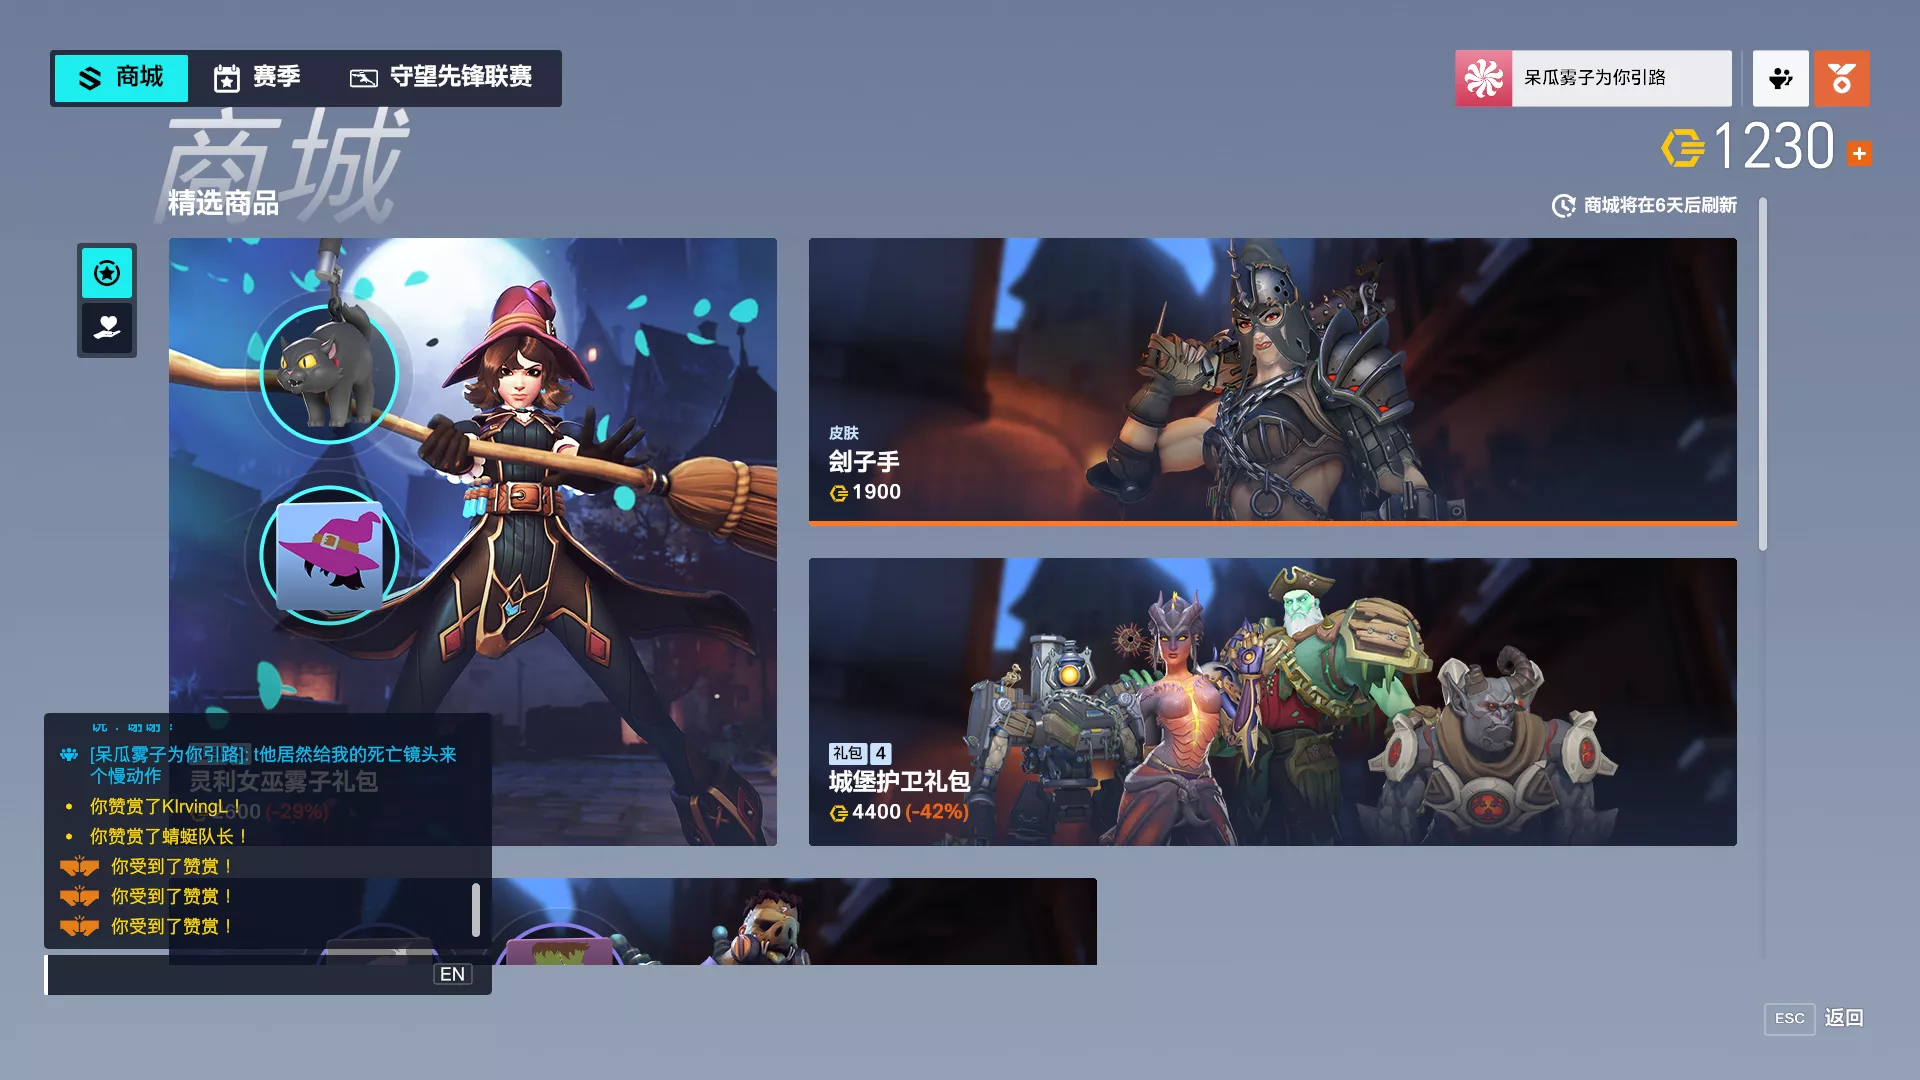 商城
赛季
守望先锋联赛
呆瓜雾子为你引路
1230
商城
精选商品
商城将在6天后刷新
皮肤
刽子手
1900
礼包 4
城堡护卫礼包
4400 (-42%)
灵利女巫雾子礼包
2600 (-29%)
说：谢谢！
[呆瓜雾子为你引路]: t他居然给我的死亡镜头来
个慢动作
你赞赏了KIrvingL！
你赞赏了蜻蜓队长！
你受到了赞赏！
你受到了赞赏！
你受到了赞赏！
EN
ESC 返回